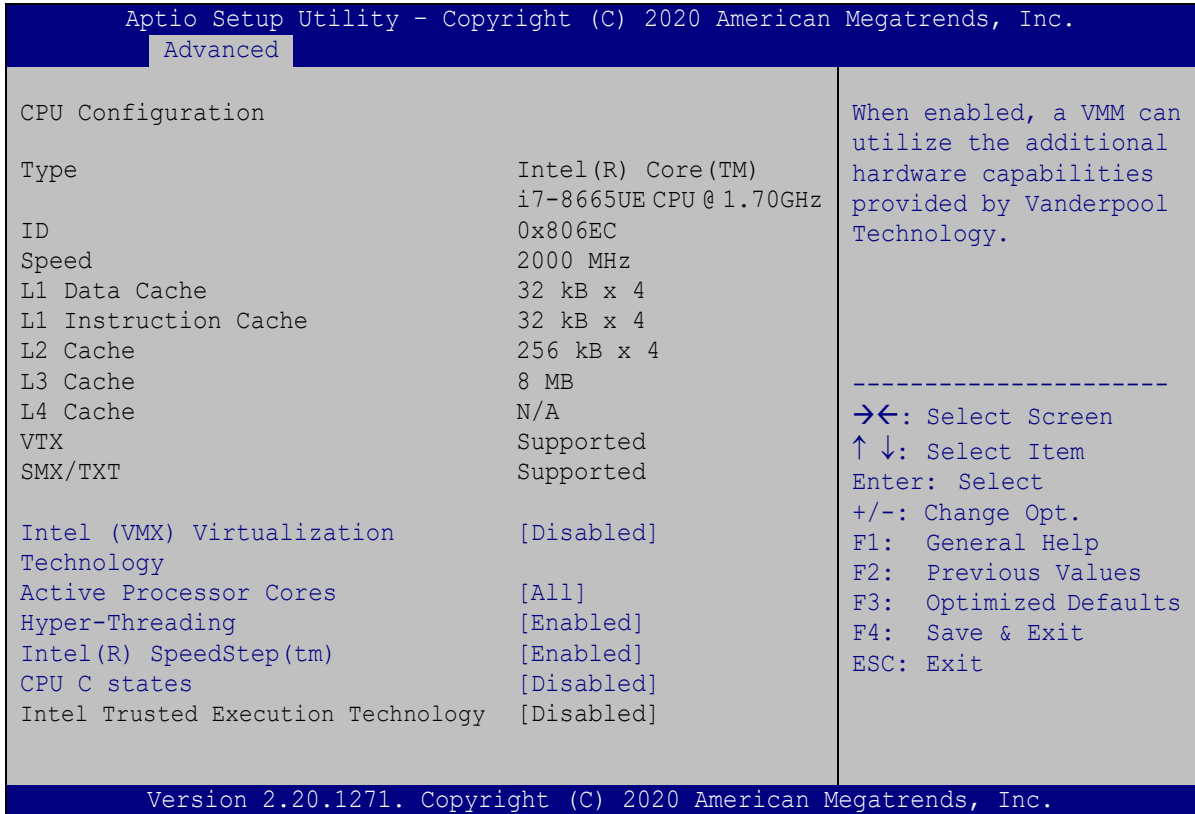 Aptio Setup Utility – Copyright (C) 2020 American Megatrends, Inc.
Advanced
CPU Configuration
Type Intel(R) Core(TM)
i7-8665UE CPU @ 1.70GHz
ID 0x806EC
Speed 2000 MHz
L1 Data Cache 32 kB x 4
L1 Instruction Cache 32 kB x 4
L2 Cache 256 kB x 4
L3 Cache 8 MB
L4 Cache N/A
VTX Supported
SMX/TXT Supported
Intel (VMX) Virtualization [Disabled]
Technology
Active Processor Cores [All]
Hyper-Threading [Enabled]
Intel(R) SpeedStep(tm) [Enabled]
CPU C states [Disabled]
Intel Trusted Execution Technology [Disabled]
When enabled, a VMM can
utilize the additional
hardware capabilities
provided by Vanderpool
Technology.
----------------------
→←: Select Screen
↑ ↓: Select Item
Enter: Select
+/-: Change Opt.
F1: General Help
F2: Previous Values
F3: Optimized Defaults
F4: Save & Exit
ESC: Exit
Version 2.20.1271. Copyright (C) 2020 American Megatrends, Inc.